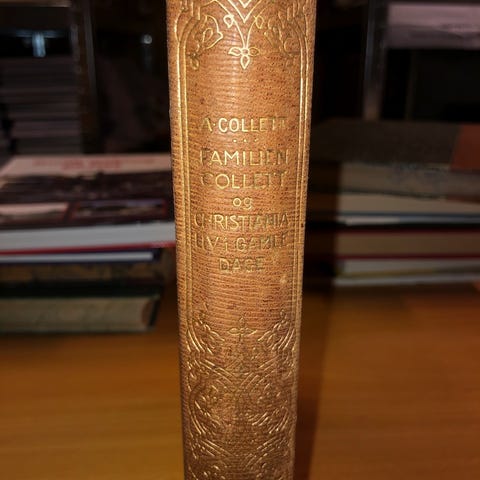 A·COLLETT
FAMILIEN
COLLETT
og
CHRISTIANIA
LIV I GAMLE
DAGE